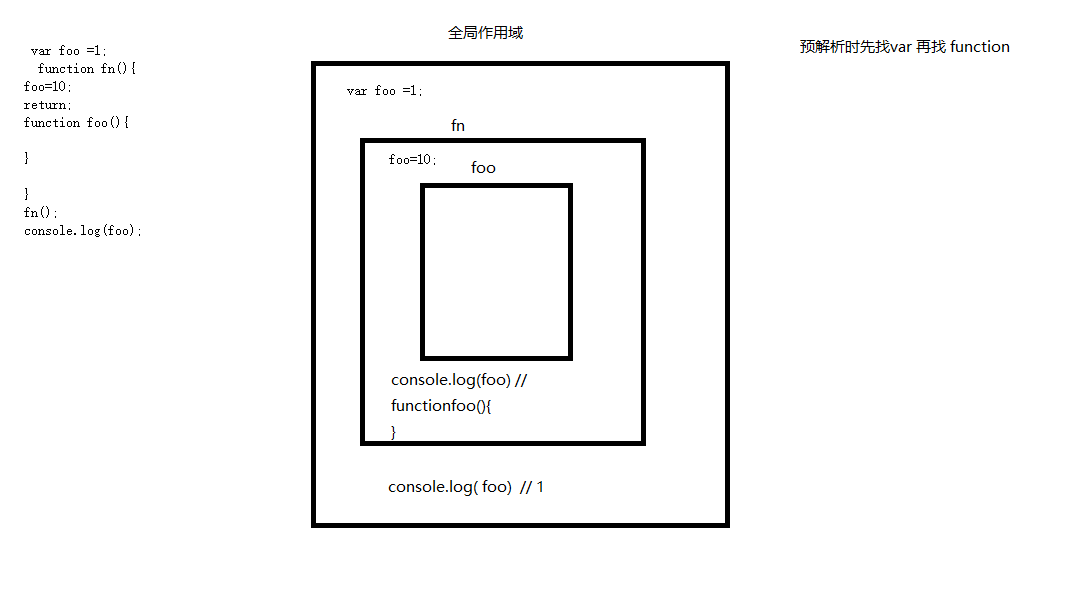 var foo =1;
function fn(){
foo=10;
return;
function foo(){
}
}
fn();
console.log(foo);
全局作用域
var foo =1;
fn
foo=10;
foo
console.log(foo) //
functionfoo(){
}
console.log( foo) // 1
预解析时先找var 再找 function